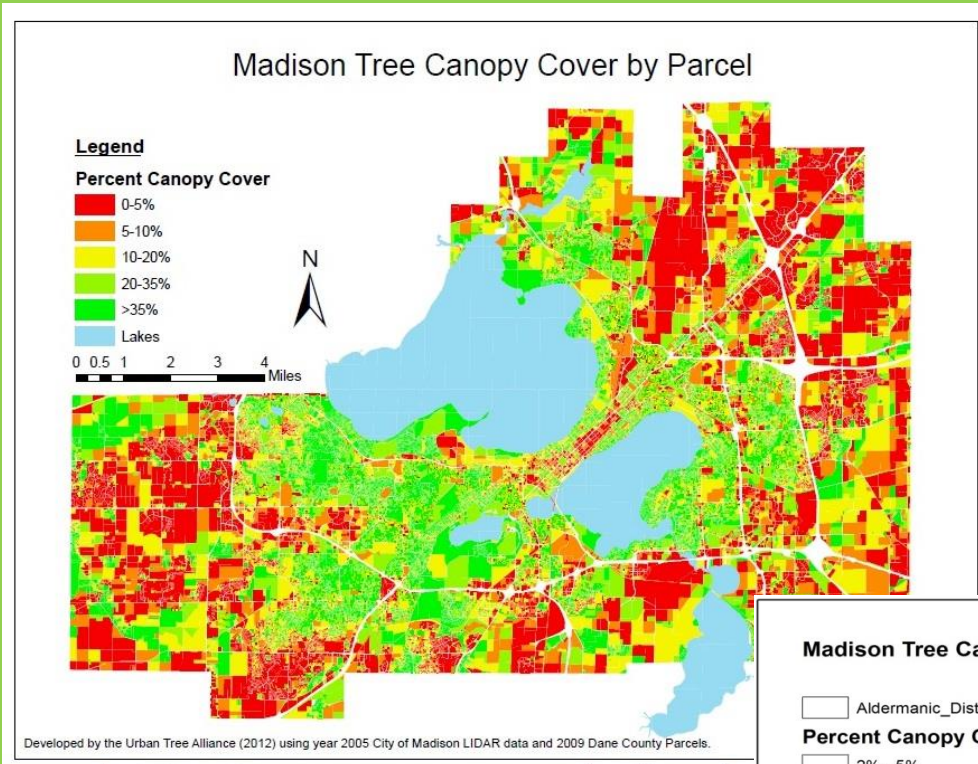 Madison Tree Canopy Cover by Parcel
Legend
Percent Canopy Cover
0-5%
5-10%
10-20%
20-35%
>35%
Lakes
N
0 0.5 1 2 3 4
Miles
Developed by the Urban Tree Alliance (2012) using year 2005 City of Madison LIDAR data and 2009 Dane County Parcels.
Madison Tree Ca
Aldermanic_Dist
Percent Canopy C